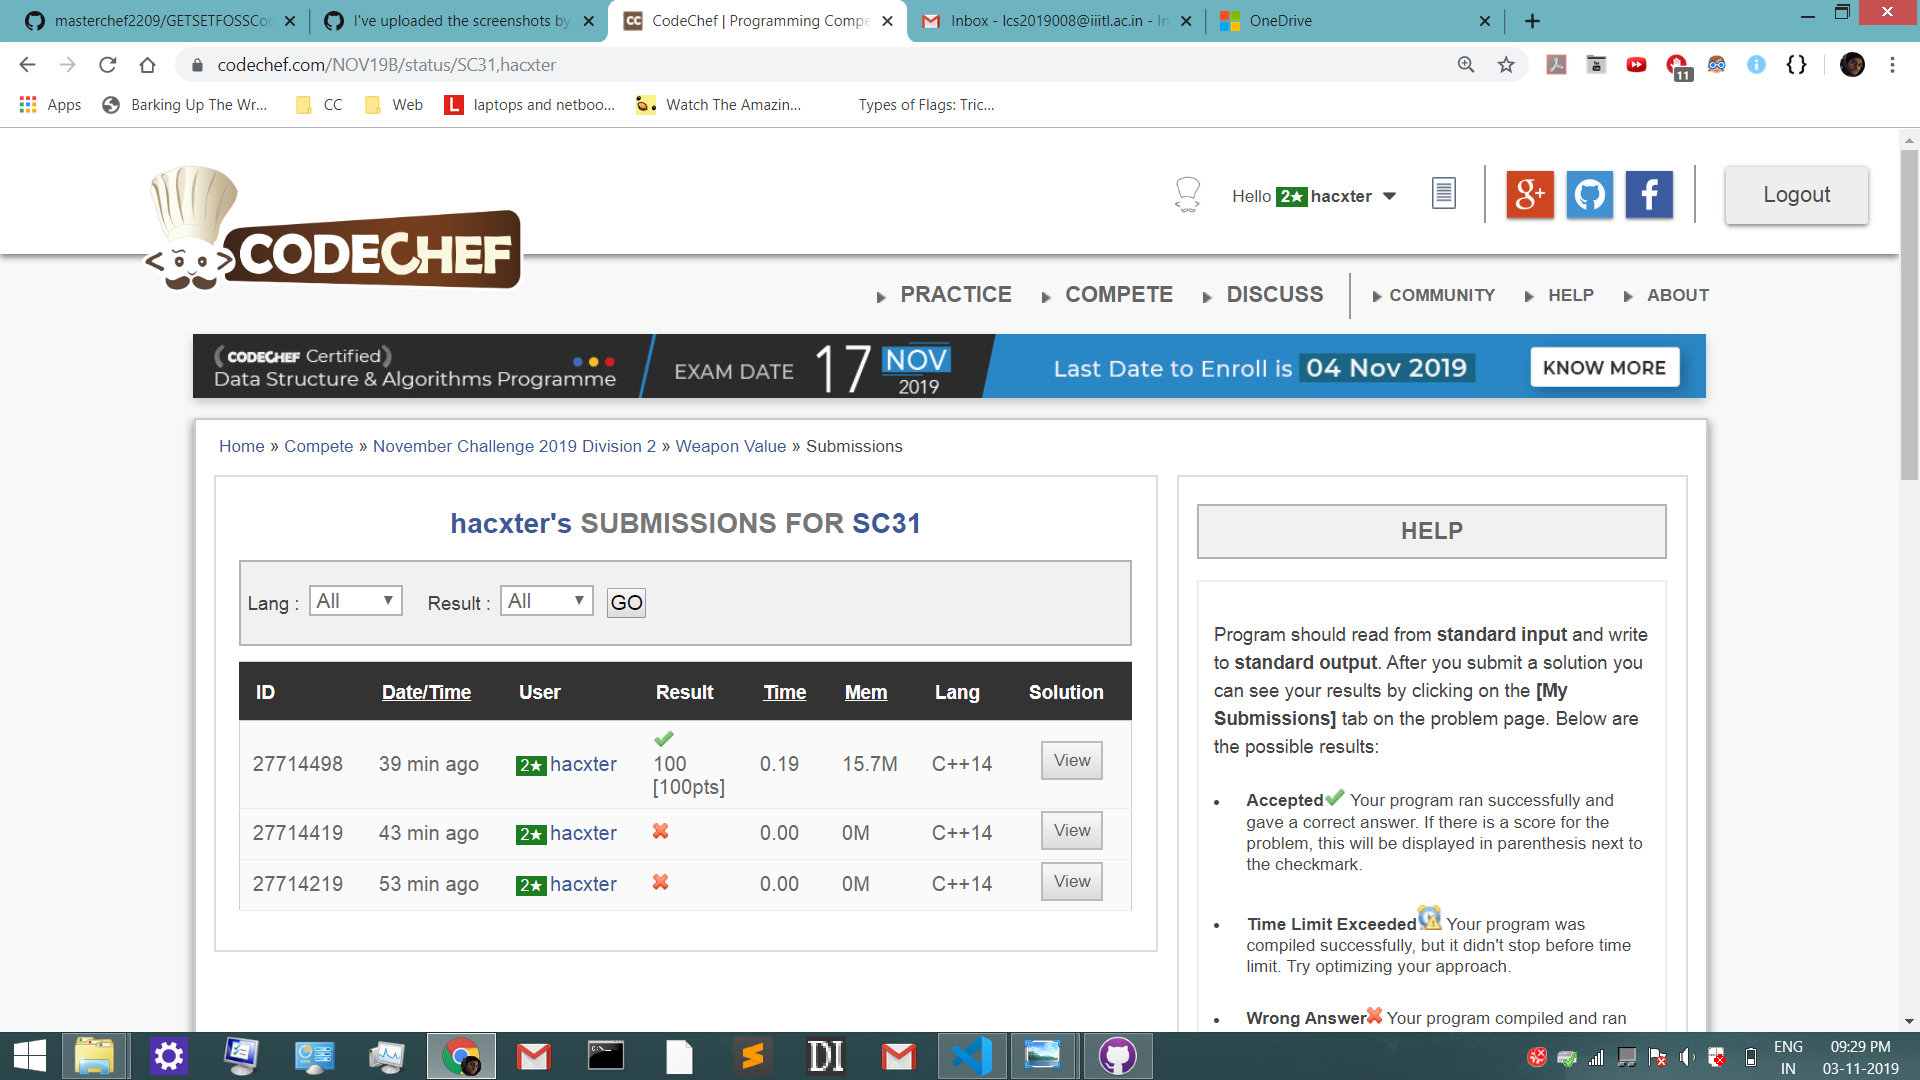 masterchef2209/GETSETFOSSCoc
I've uploaded the screenshots by
CodeChef | Programming Compe
Inbox - lcs2019008@iiitl.ac.in - In
OneDrive
codechef.com/NOV19B/status/SC31,hacxter
11
Apps
Barking Up The Wr...
CC
Web
L
laptops and netboo...
Watch The Amazin...
Types of Flags: Tric...
CODECHEF
Hello 2★ hacxter
g+
f
Logout
PRACTICE
COMPETE
DISCUSS
COMMUNITY
HELP
ABOUT
CODECHEF Certified
Data Structure & Algorithms Programme
EXAM DATE
17
NOV
2019
Last Date to Enroll is 04 Nov 2019
KNOW MORE
Home » Compete » November Challenge 2019 Division 2 » Weapon Value » Submissions
hacxter's SUBMISSIONS FOR SC31
Lang : All
Result : All
GO
ID Date/Time User Result Time Mem Lang Solution
27714498 39 min ago 2★ hacxter 100 [100pts] 0.19 15.7M C++14 View
27714419 43 min ago 2★ hacxter 0.00 0M C++14 View
27714219 53 min ago 2★ hacxter 0.00 0M C++14 View
HELP
Program should read from standard input and write
to standard output. After you submit a solution you
can see your results by clicking on the [My
Submissions] tab on the problem page. Below are
the possible results:
• Accepted Your program ran successfully and
gave a correct answer. If there is a score for the
problem, this will be displayed in parenthesis next to
the checkmark.
• Time Limit Exceeded Your program was
compiled successfully, but it didn't stop before time
limit. Try optimizing your approach.
• Wrong Answer Your program compiled and ran
DI
ENG
IN
09:29 PM
03-11-2019